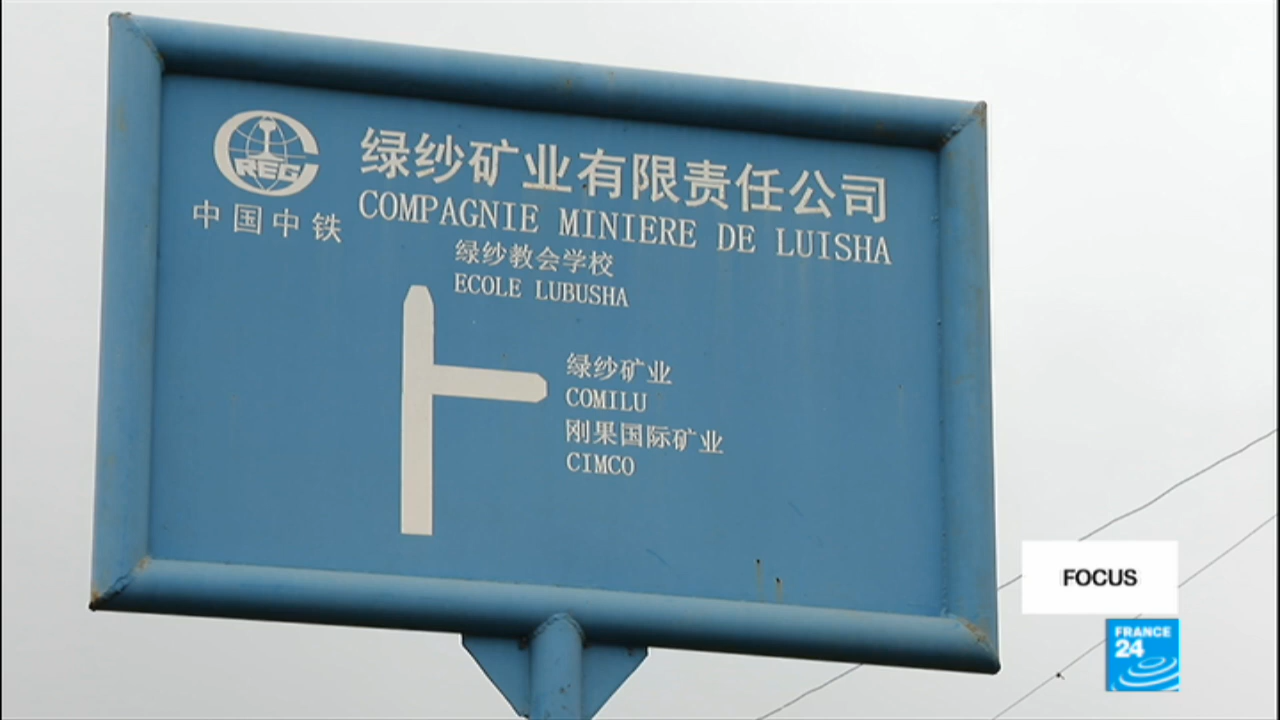 绿纱矿业有限责任公司
CREG
中国中铁
COMPAGNIE MINIERE DE LUISHA
绿纱教会学校
ECOLE LUBUSHA
绿纱矿业
COMILU
刚果国际矿业
CIMCO
FOCUS
FRANCE
24